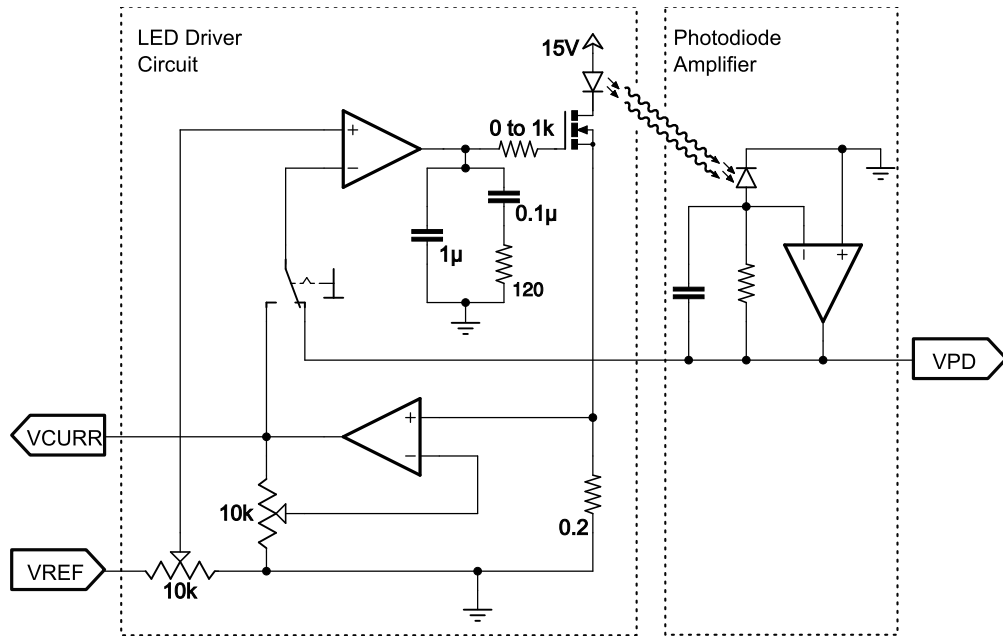 LED Driver
Circuit
Photodiode
Amplifier
15V
0 to 1k
+
−
0.1µ
1µ
120
−
+
VPD
VCURR
+
−
10k
0.2
VREF
10k